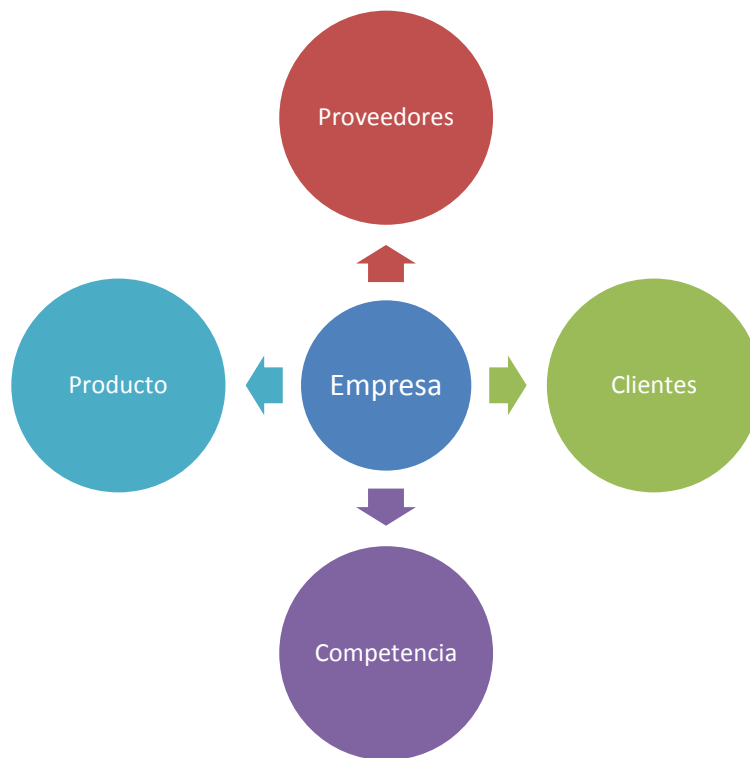 Proveedores
Producto
Empresa
Clientes
Competencia